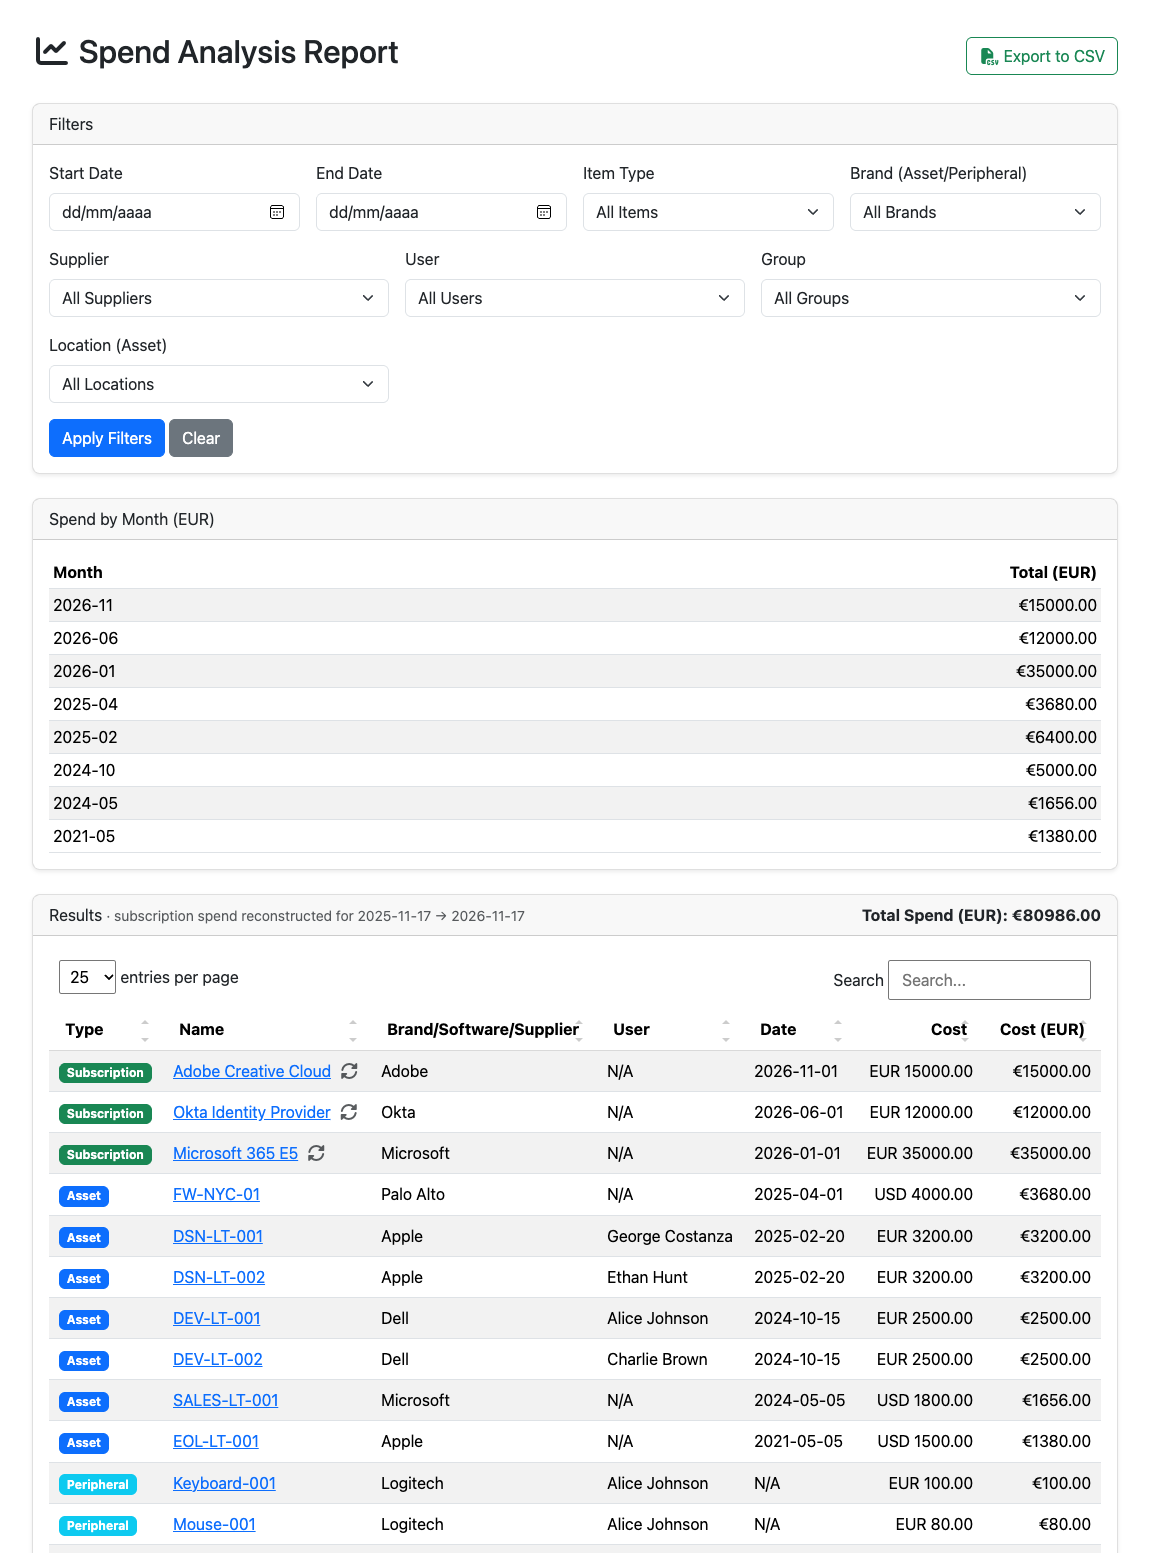 Spend Analysis Report
Export to CSV
Filters
Start Date End Date Item Type Brand (Asset/Peripheral)
dd/mm/aaaa dd/mm/aaaa All Items All Brands
Supplier User Group
All Suppliers All Users All Groups
Location (Asset)
All Locations
Apply Filters Clear
Spend by Month (EUR)
Month Total (EUR)
2026-11 €15000.00
2026-06 €12000.00
2026-01 €35000.00
2025-04 €3680.00
2025-02 €6400.00
2024-10 €5000.00
2024-05 €1656.00
2021-05 €1380.00
Results · subscription spend reconstructed for 2025-11-17 → 2026-11-17 Total Spend (EUR): €80986.00
25 entries per page Search Search...
Type Name Brand/Software/Supplier User Date Cost Cost (EUR)
Subscription Adobe Creative Cloud Adobe N/A 2026-11-01 EUR 15000.00 €15000.00
Subscription Okta Identity Provider Okta N/A 2026-06-01 EUR 12000.00 €12000.00
Subscription Microsoft 365 E5 Microsoft N/A 2026-01-01 EUR 35000.00 €35000.00
Asset FW-NYC-01 Palo Alto N/A 2025-04-01 USD 4000.00 €3680.00
Asset DSN-LT-001 Apple George Costanza 2025-02-20 EUR 3200.00 €3200.00
Asset DSN-LT-002 Apple Ethan Hunt 2025-02-20 EUR 3200.00 €3200.00
Asset DEV-LT-001 Dell Alice Johnson 2024-10-15 EUR 2500.00 €2500.00
Asset DEV-LT-002 Dell Charlie Brown 2024-10-15 EUR 2500.00 €2500.00
Asset SALES-LT-001 Microsoft N/A 2024-05-05 USD 1800.00 €1656.00
Asset EOL-LT-001 Apple N/A 2021-05-05 USD 1500.00 €1380.00
Peripheral Keyboard-001 Logitech Alice Johnson N/A EUR 100.00 €100.00
Peripheral Mouse-001 Logitech Alice Johnson N/A EUR 80.00 €80.00